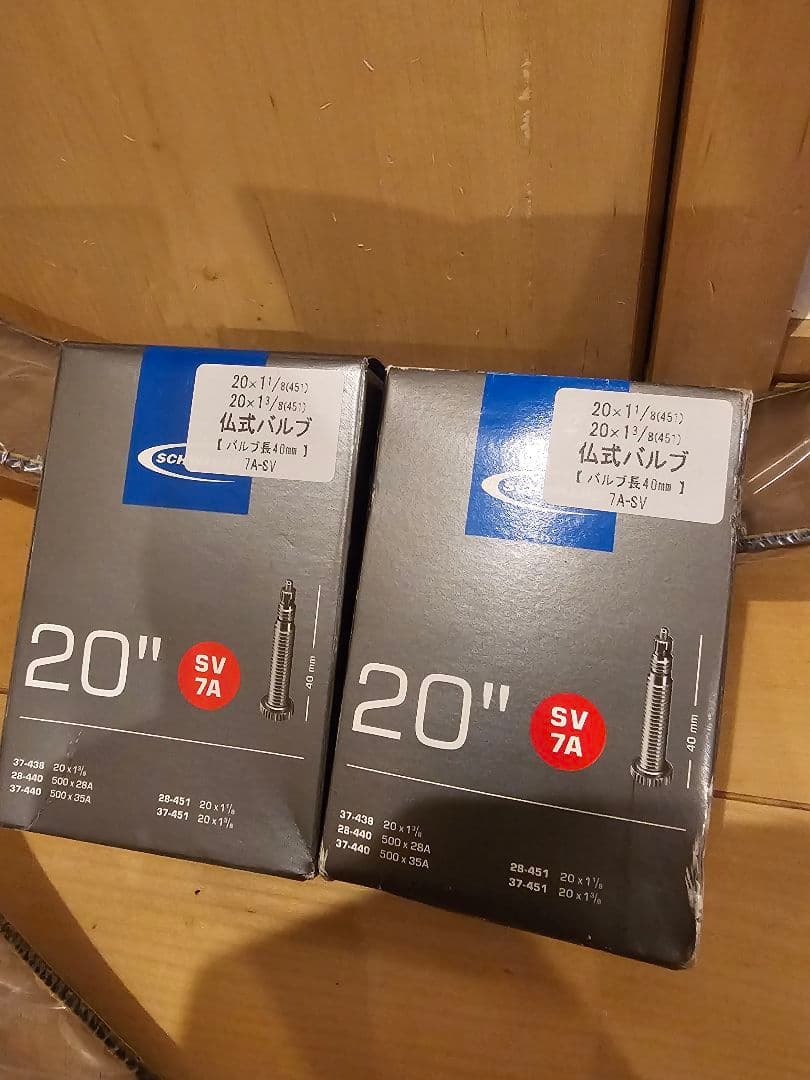 20×1 1/8(451)
20×1 3/8(451)
仏式バルブ
【 バルブ長40mm 】
7A-SV
20"
SV
7A
40 mm
37-438 20 x 1 3/8
28-440 500 x 28A
37-440 500 x 35A
28-451 20 x 1 1/8
37-451 20 x 1 3/8
20×1 1/8(451)
20×1 3/8(451)
仏式バルブ
【 バルブ長40mm 】
7A-SV
20"
SV
7A
40 mm
37-438 20 x 1 3/8
28-440 500 x 28A
37-440 500 x 35A
28-451 20 x 1 1/8
37-451 20 x 1 3/8